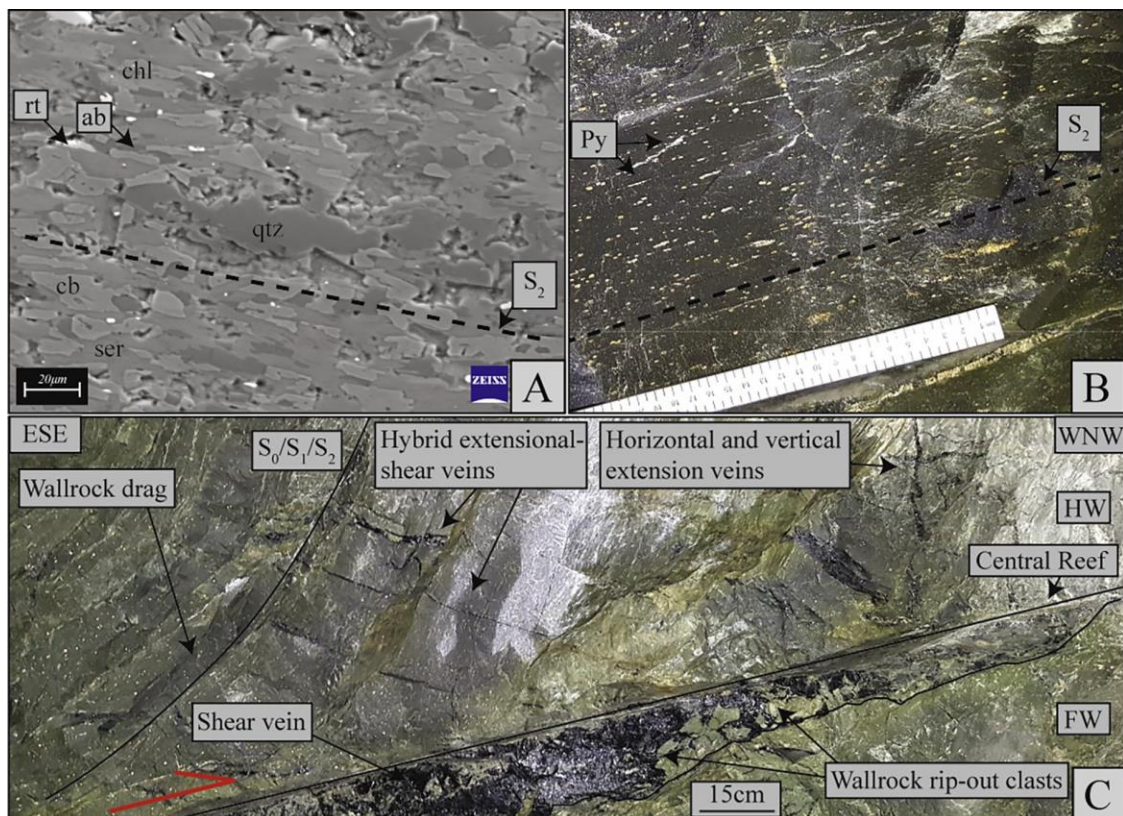 chl
rt
ab
qtz
S₂
cb
ser
20µm
ZEISS
A
Py
S₂
B
ESE
S₀/S₁/S₂
Hybrid extensional-
shear veins
Horizontal and vertical
extension veins
WNW
Wallrock drag
HW
Central Reef
Shear vein
FW
Wallrock rip-out clasts
15cm
C